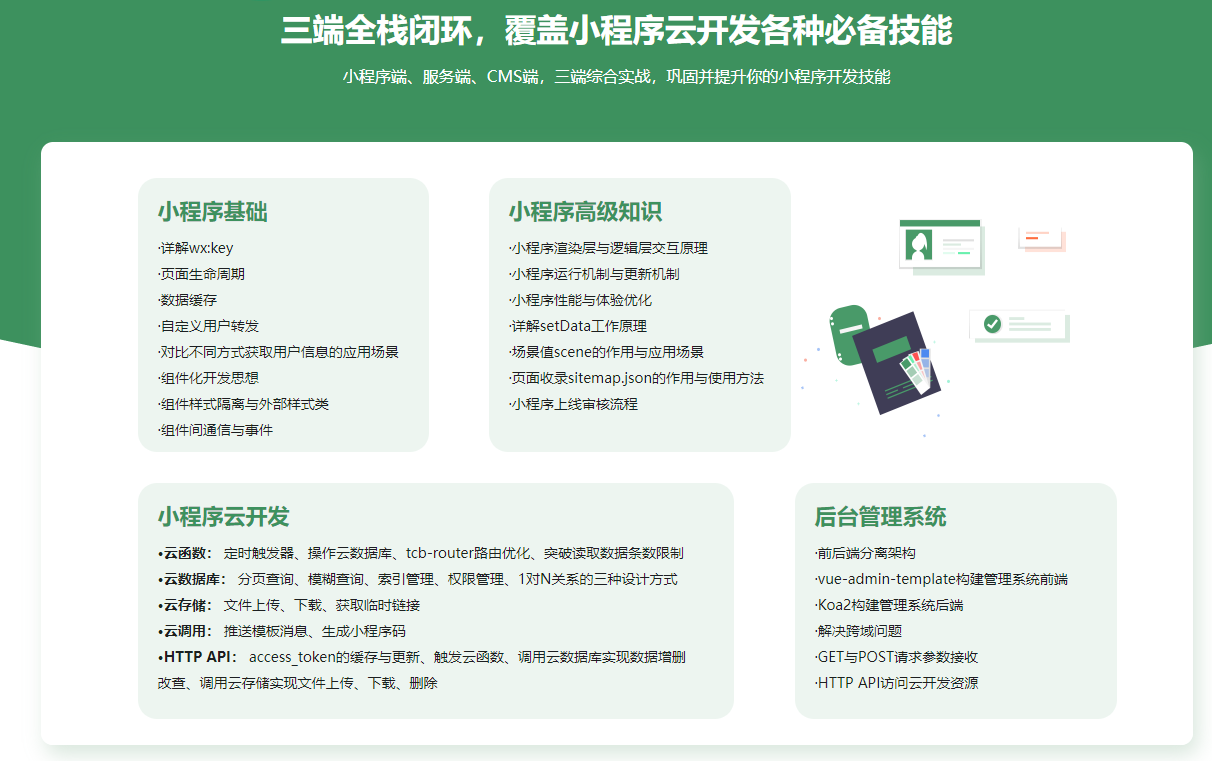 三端全栈闭环，覆盖小程序云开发各种必备技能
小程序端、服务端、CMS端，三端综合实战，巩固并提升你的小程序开发技能
小程序基础
·详解wx:key
·页面生命周期
·数据缓存
·自定义用户转发
·对比不同方式获取用户信息的应用场景
·组件化开发思想
·组件样式隔离与外部样式类
·组件间通信与事件
小程序高级知识
·小程序渲染层与逻辑层交互原理
·小程序运行机制与更新机制
·小程序性能与体验优化
·详解setData工作原理
·场景值scene的作用与应用场景
·页面收录sitemap.json的作用与使用方法
·小程序上线审核流程
小程序云开发
•云函数： 定时触发器、操作云数据库、tcb-router路由优化、突破读取数据条数限制
•云数据库： 分页查询、模糊查询、索引管理、权限管理、1对N关系的三种设计方式
•云存储： 文件上传、下载、获取临时链接
•云调用： 推送模板消息、生成小程序码
•HTTP API： access_token的缓存与更新、触发云函数、调用云数据库实现数据增删
改查、调用云存储实现文件上传、下载、删除
后台管理系统
·前后端分离架构
·vue-admin-template构建管理系统前端
·Koa2构建管理系统后端
·解决跨域问题
·GET与POST请求参数接收
·HTTP API访问云开发资源